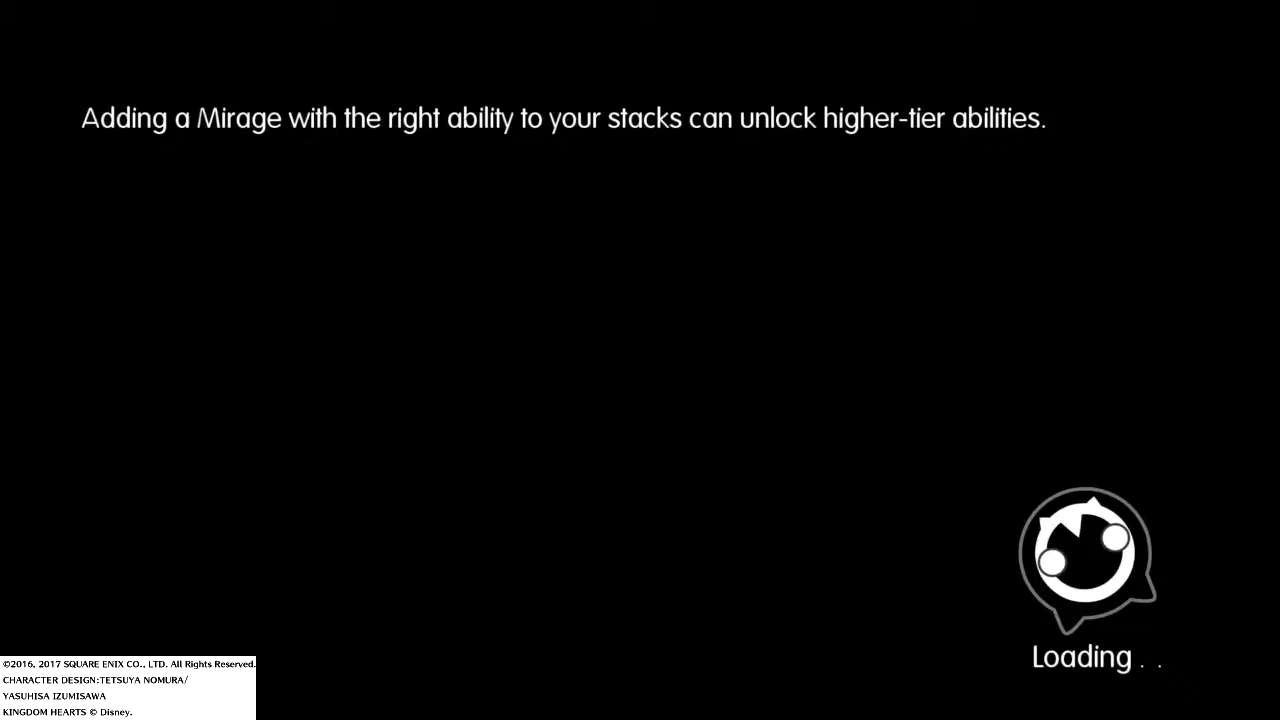 Adding a Mirage with the right ability to your stacks can unlock higher-tier abilities.
Loading . .
©2016, 2017 SQUARE ENIX CO., LTD. All Rights Reserved.
CHARACTER DESIGN:TETSUYA NOMURA/
YASUHISA IZUMISAWA
KINGDOM HEARTS © Disney.